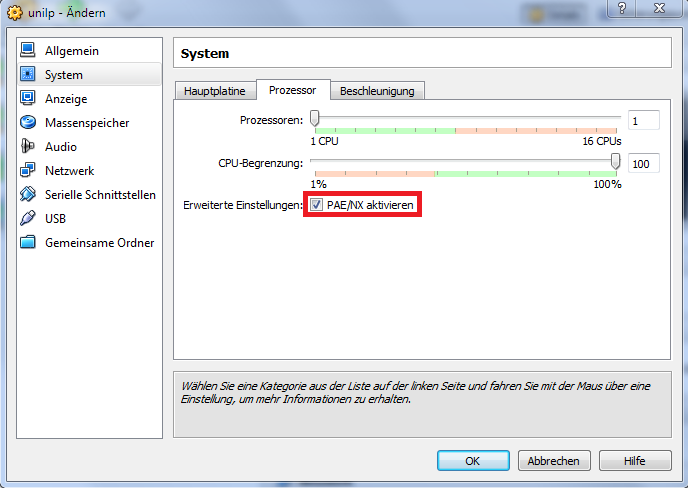 unilp - Ändern
Allgemein
System
Anzeige
Massenspeicher
Audio
Netzwerk
Serielle Schnittstellen
USB
Gemeinsame Ordner
System
Hauptplatine
Prozessor
Beschleunigung
Prozessoren:
1
1 CPU
16 CPUs
CPU-Begrenzung:
100
1%
100%
Erweiterte Einstellungen:
PAE/NX aktivieren
Wählen Sie eine Kategorie aus der Liste auf der linken Seite und fahren Sie mit der Maus über eine
Einstellung, um mehr Informationen zu erhalten.
OK
Abbrechen
Hilfe